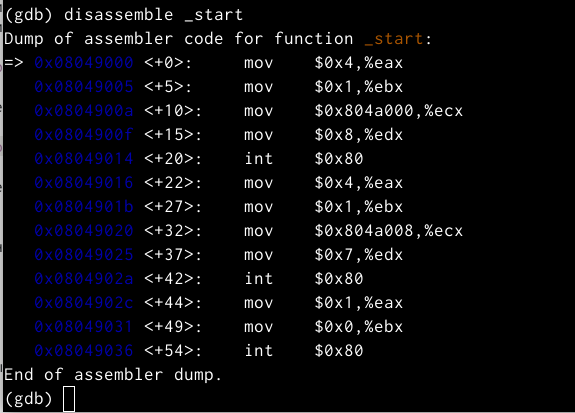 (gdb) disassemble _start
Dump of assembler code for function _start:
=> 0x08049000 <+0>:     mov    $0x4,%eax
   0x08049005 <+5>:     mov    $0x1,%ebx
   0x0804900a <+10>:    mov    $0x804a000,%ecx
   0x0804900f <+15>:    mov    $0x8,%edx
   0x08049014 <+20>:    int    $0x80
   0x08049016 <+22>:    mov    $0x4,%eax
   0x0804901b <+27>:    mov    $0x1,%ebx
   0x08049020 <+32>:    mov    $0x804a008,%ecx
   0x08049025 <+37>:    mov    $0x7,%edx
   0x0804902a <+42>:    int    $0x80
   0x0804902c <+44>:    mov    $0x1,%eax
   0x08049031 <+49>:    mov    $0x0,%ebx
   0x08049036 <+54>:    int    $0x80
End of assembler dump.
(gdb)